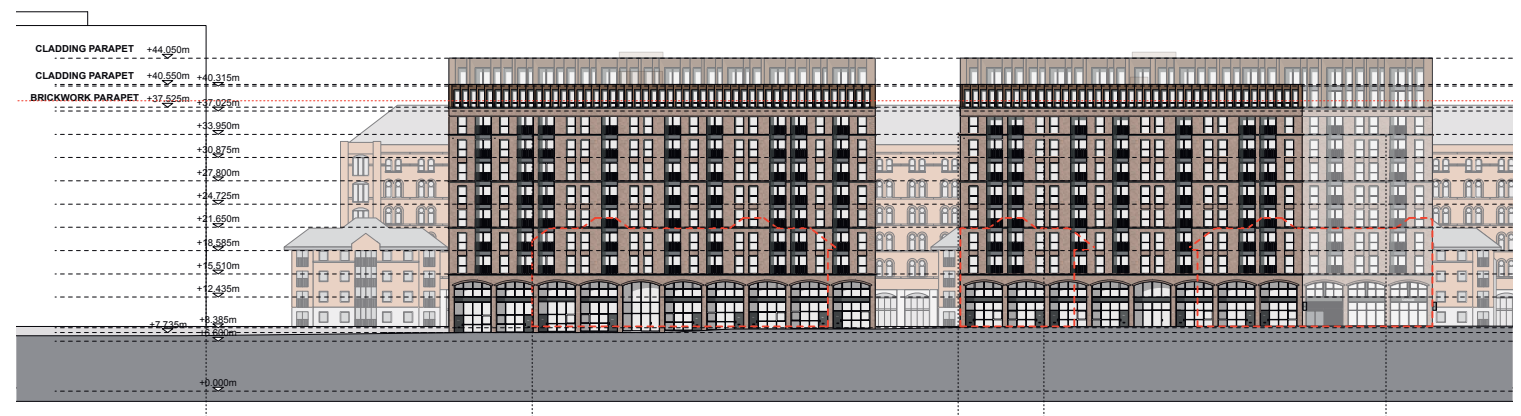 CLADDING PARAPET +44.050m
CLADDING PARAPET +40.550m
+40.315m
BRICKWORK PARAPET +37.525m
+37.025m
+33.950m
+30.875m
+27.800m
+24.725m
+21.650m
+18.585m
+15.510m
+12.435m
+8.385m
+7.735m
+0.000m